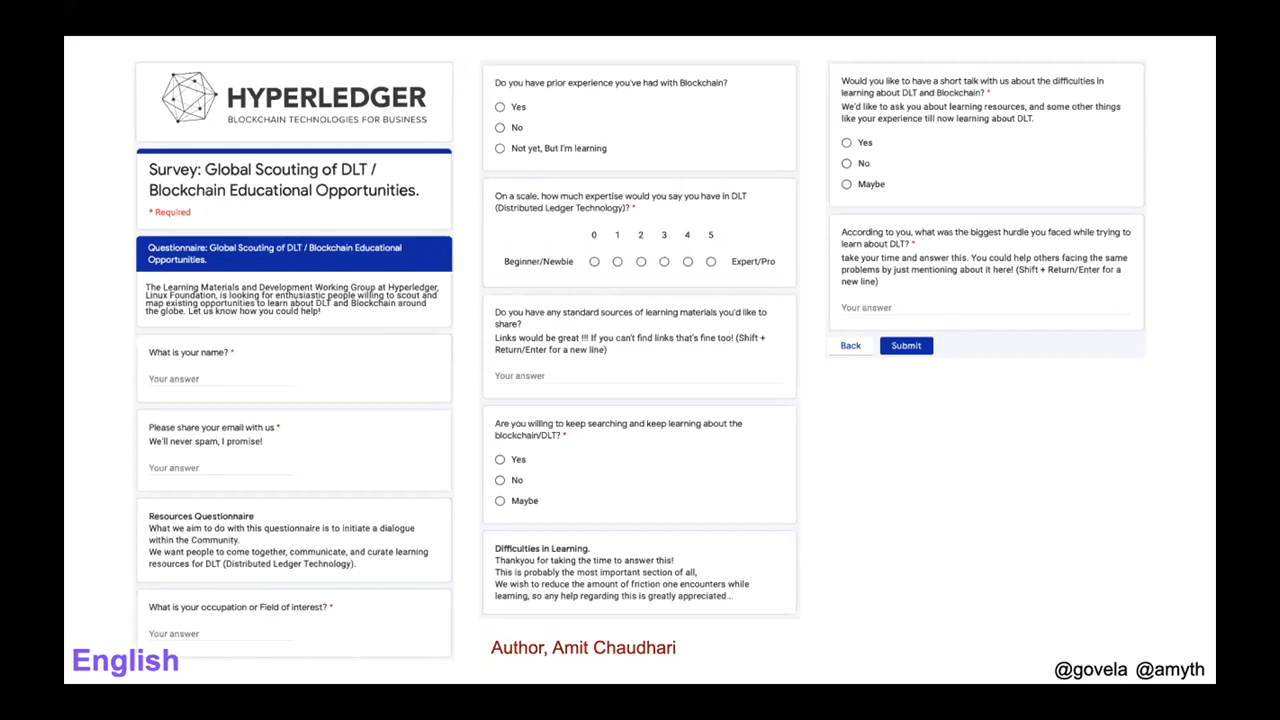 HYPERLEDGER
BLOCKCHAIN TECHNOLOGIES FOR BUSINESS
Survey: Global Scouting of DLT /
Blockchain Educational Opportunities.
* Required
Questionnaire: Global Scouting of DLT / Blockchain Educational
Opportunities.
The Learning Materials and Development Working Group at Hyperledger,
Linux Foundation, is looking for enthusiastic people willing to scout and
map existing opportunities to learn about DLT and Blockchain around
the globe. Let us know how you could help!
What is your name? *
Your answer
Please share your email with us *
We'll never spam, I promise!
Your answer
Resources Questionnaire
What we aim to do with this questionnaire is to initiate a dialogue
within the Community.
We want people to come together, communicate, and curate learning
resources for DLT (Distributed Ledger Technology).
What is your occupation or Field of interest? *
Your answer
English
Do you have prior experience you've had with Blockchain?
Yes
No
Not yet, But I'm learning
On a scale, how much expertise would you say you have in DLT
(Distributed Ledger Technology)? *
0 1 2 3 4 5
Beginner/Newbie Expert/Pro
Do you have any standard sources of learning materials you'd like to
share?
Links would be great !!! If you can't find links that's fine too! (Shift +
Return/Enter for a new line)
Your answer
Are you willing to keep searching and keep learning about the
blockchain/DLT? *
Yes
No
Maybe
Difficulties in Learning.
Thankyou for taking the time to answer this!
This is probably the most important section of all,
We wish to reduce the amount of friction one encounters while
learning, so any help regarding this is greatly appreciated...
Author, Amit Chaudhari
Would you like to have a short talk with us about the difficulties in
learning about DLT and Blockchain? *
We'd like to ask you about learning resources, and some other things
like your experience till now learning about DLT.
Yes
No
Maybe
According to you, what was the biggest hurdle you faced while trying to
learn about DLT? *
take your time and answer this. You could help others facing the same
problems by just mentioning about it here! (Shift + Return/Enter for a
new line)
Your answer
Back Submit
@govela @amyth